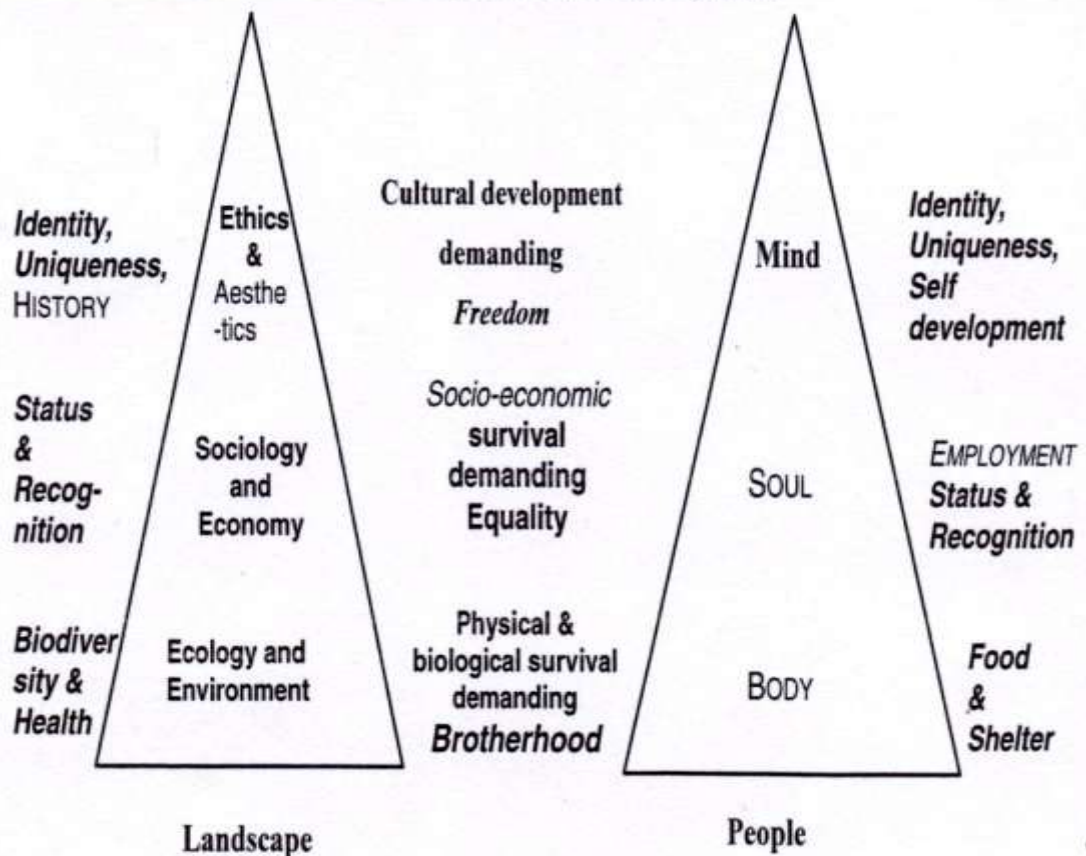 Identity,
Uniqueness,
HISTORY
Ethics
&
Aesthe
-tics
Cultural development
demanding
Freedom
Mind
Identity,
Uniqueness,
Self
development
Status
&
Recog-
nition
Sociology
and
Economy
Socio-economic
survival
demanding
Equality
SOUL
EMPLOYMENT
Status &
Recognition
Biodiver
sity &
Health
Ecology and
Environment
Physical &
biological survival
demanding
Brotherhood
BODY
Food
&
Shelter
Landscape
People